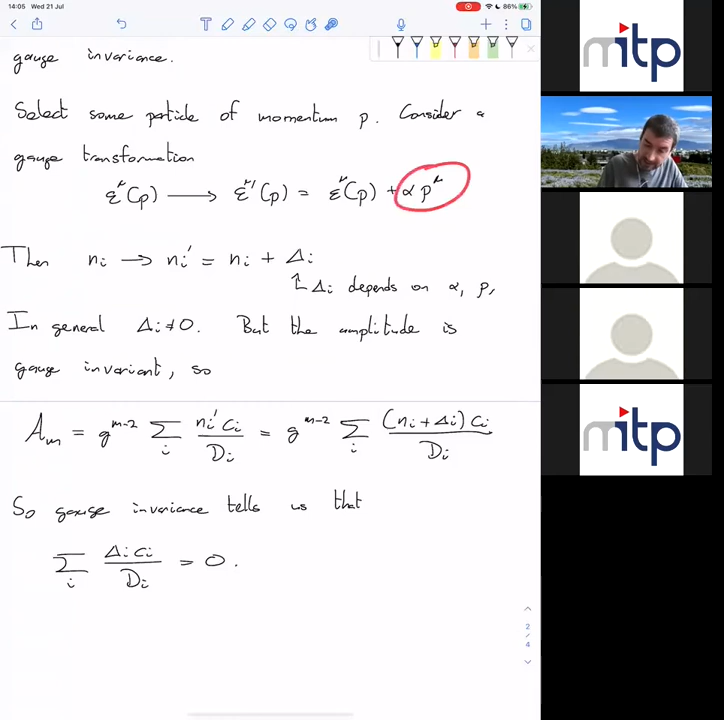 14:05 Wed 21 Jul
86%
gauge invariance.
Select some particle of momentum p. Consider a
gauge transformation
ε^μ(p) ⟶ ε^μ'(p) = ε^μ(p) + α p^μ
Then n_i ⟶ n_i' = n_i + Δ_i
↑ Δ_i depends on α, p,
In general Δ_i ≠ 0. But the amplitude is
gauge invariant, so
A_m = g^{m-2} Σ_i n_i' c_i / D_i = g^{m-2} Σ_i (n_i + Δ_i) c_i / D_i
So gauge invariance tells us that
Σ_i Δ_i c_i / D_i = 0.
2 / 4
mitp
mitp